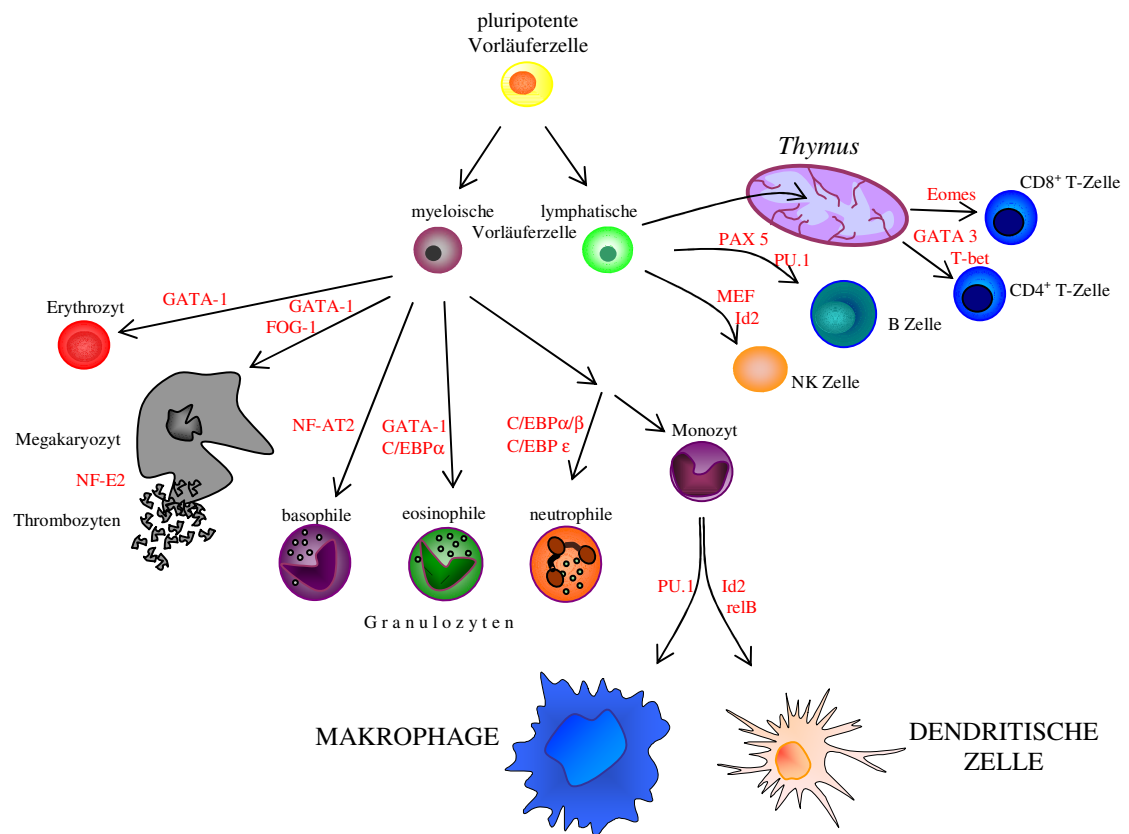 pluripotente
Vorläuferzelle
Thymus
CD8⁺ T-Zelle
Eomes
myeloische
lymphatische
Vorläuferzelle
GATA 3
T-bet
PAX 5
PU.1
CD4⁺ T-Zelle
MEF
Id2
B Zelle
NK Zelle
Erythrozyt
GATA-1
GATA-1
FOG-1
Megakaryozyt
NF-E2
Thrombozyten
NF-AT2
GATA-1
C/EBPα
C/EBPα/β
C/EBP ε
Monozyt
basophile
eosinophile
neutrophile
Granulozyten
PU.1
Id2
relB
MAKROPHAGE
DENDRITISCHE
ZELLE